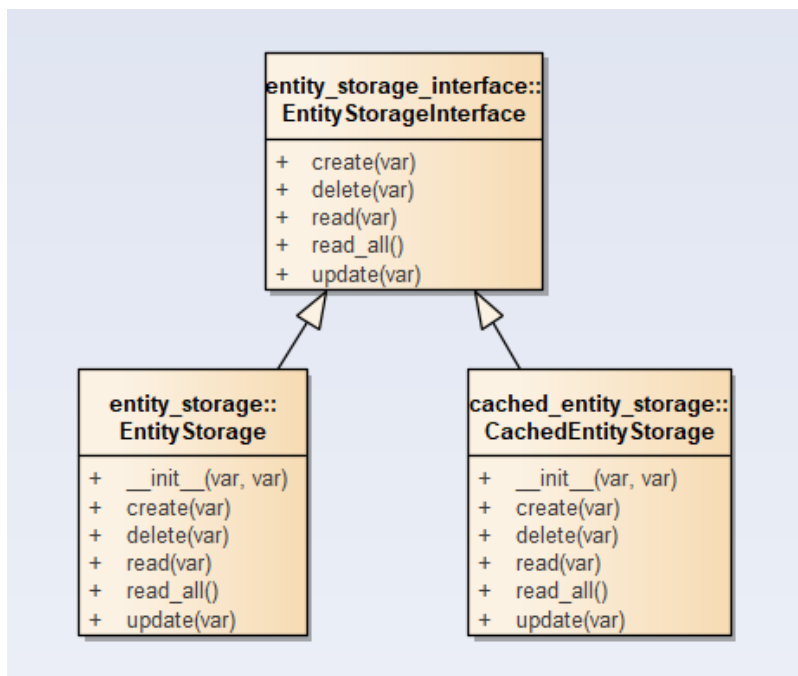 entity_storage_interface::
EntityStorageInterface
+ create(var)
+ delete(var)
+ read(var)
+ read_all()
+ update(var)
entity_storage::
EntityStorage
+ __init__(var, var)
+ create(var)
+ delete(var)
+ read(var)
+ read_all()
+ update(var)
cached_entity_storage::
CachedEntityStorage
+ __init__(var, var)
+ create(var)
+ delete(var)
+ read(var)
+ read_all()
+ update(var)